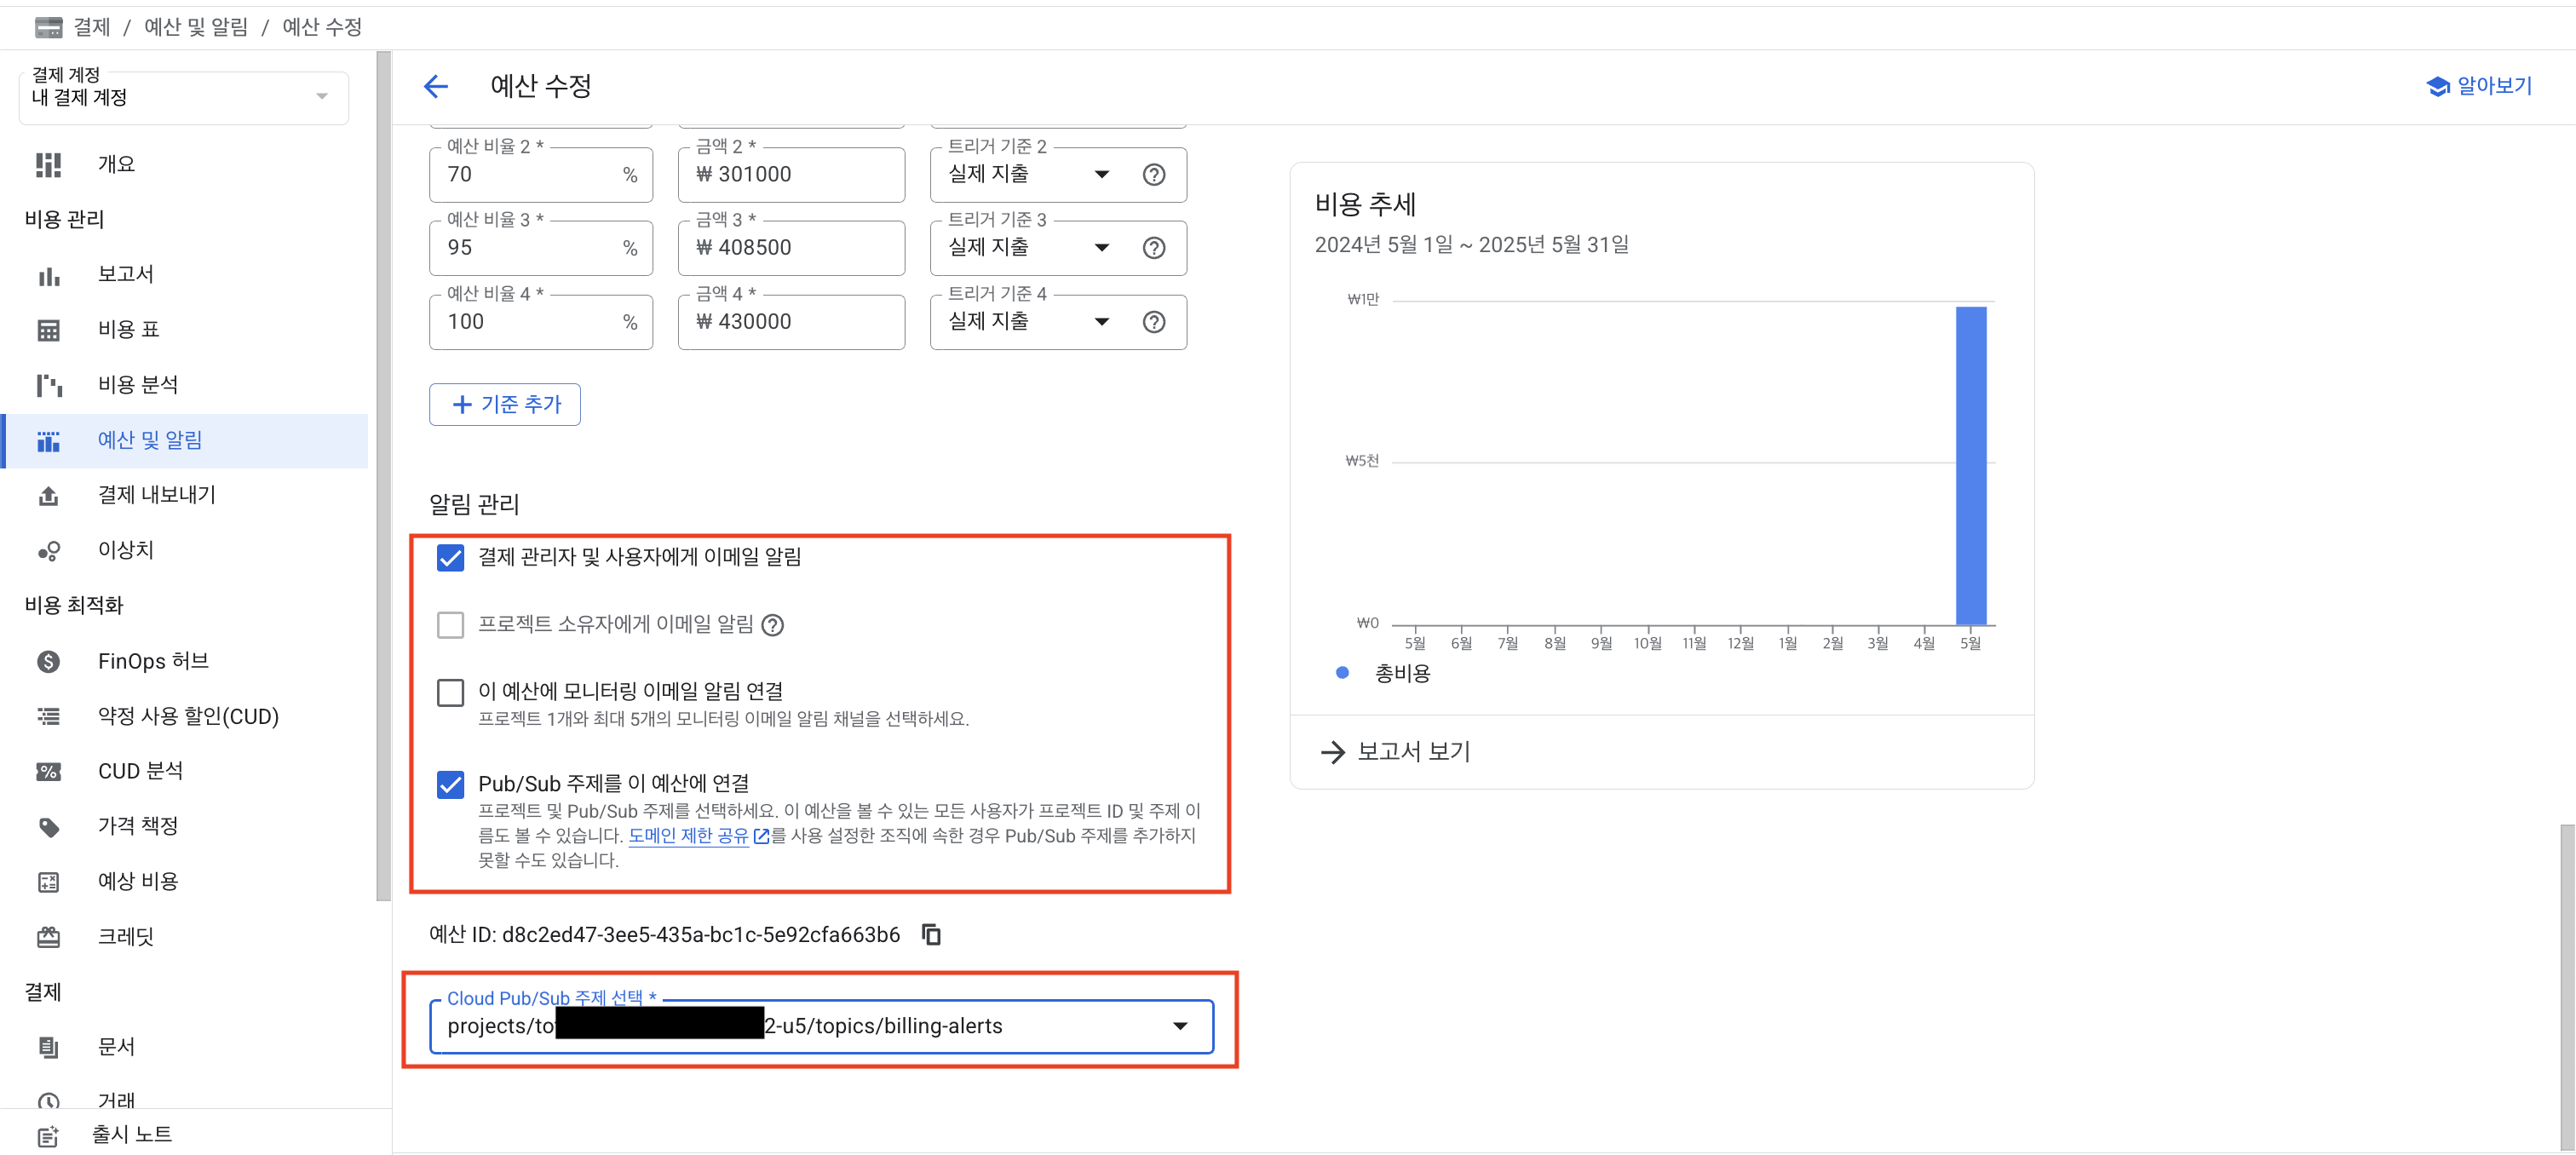 결제 / 예산 및 알림 / 예산 수정
결제 계정
내 결제 계정
개요
비용 관리
보고서
비용 표
비용 분석
예산 및 알림
결제 내보내기
이상치
비용 최적화
FinOps 허브
약정 사용 할인(CUD)
CUD 분석
가격 책정
예상 비용
크레딧
결제
문서
거래
출시 노트
예산 수정
알아보기
예산 비율 2 * 금액 2 * 트리거 기준 2
70 % ₩ 301000 실제 지출
예산 비율 3 * 금액 3 * 트리거 기준 3
95 % ₩ 408500 실제 지출
예산 비율 4 * 금액 4 * 트리거 기준 4
100 % ₩ 430000 실제 지출
기준 추가
알림 관리
결제 관리자 및 사용자에게 이메일 알림
프로젝트 소유자에게 이메일 알림
이 예산에 모니터링 이메일 알림 연결
프로젝트 1개와 최대 5개의 모니터링 이메일 알림 채널을 선택하세요.
Pub/Sub 주제를 이 예산에 연결
프로젝트 및 Pub/Sub 주제를 선택하세요. 이 예산을 볼 수 있는 모든 사용자가 프로젝트 ID 및 주제 이
름도 볼 수 있습니다. 도메인 제한 공유를 사용 설정한 조직에 속한 경우 Pub/Sub 주제를 추가하지
못할 수도 있습니다.
예산 ID: d8c2ed47-3ee5-435a-bc1c-5e92cfa663b6
Cloud Pub/Sub 주제 선택 *
projects/to 2-u5/topics/billing-alerts
비용 추세
2024년 5월 1일 ~ 2025년 5월 31일
₩1만
₩5천
₩0
5월 6월 7월 8월 9월 10월 11월 12월 1월 2월 3월 4월 5월
총비용
보고서 보기